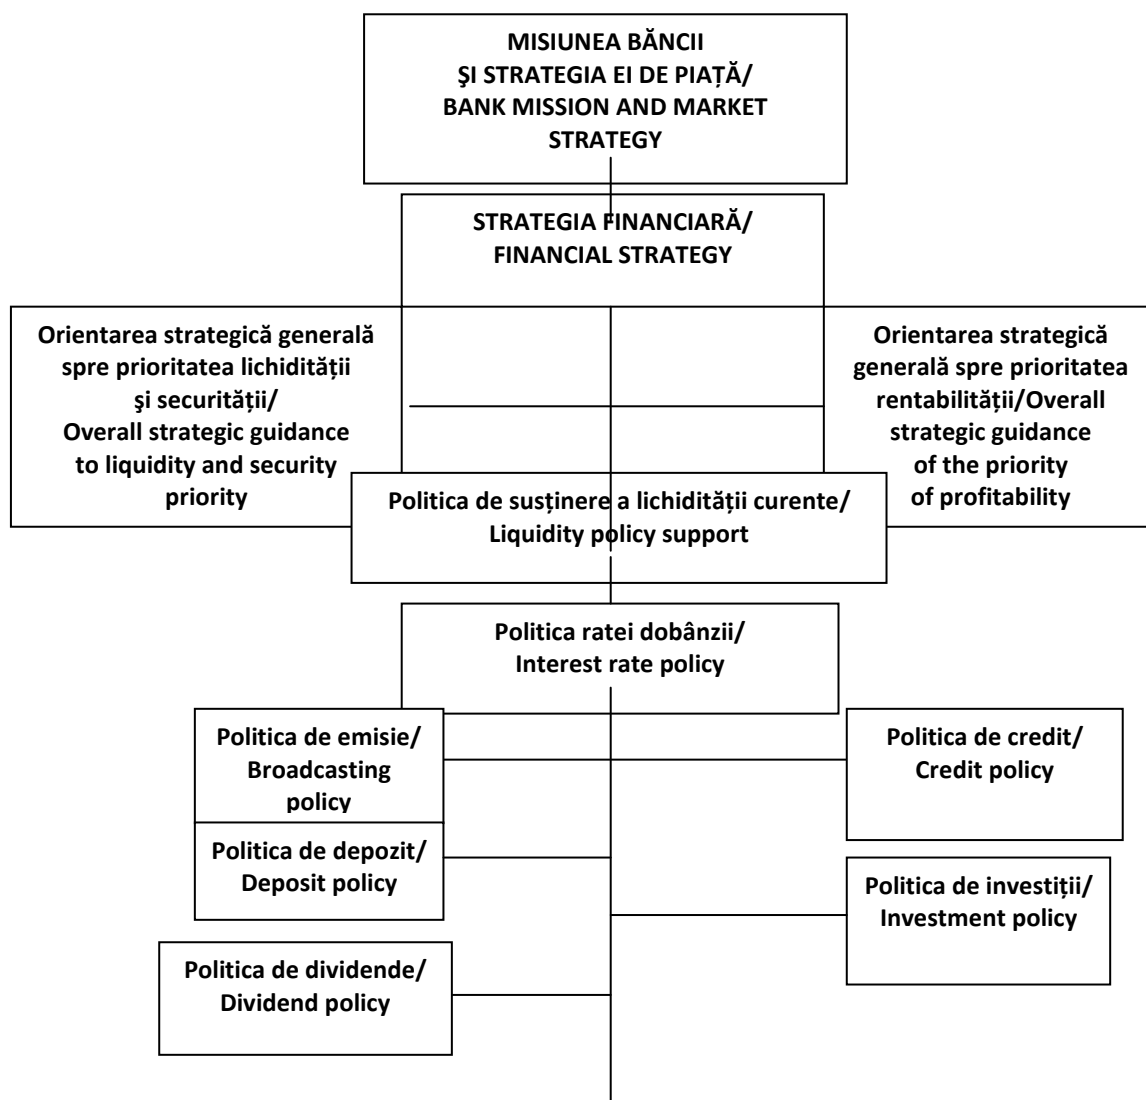 MISIUNEA BĂNCII
ŞI STRATEGIA EI DE PIAȚĂ/
BANK MISSION AND MARKET
STRATEGY
STRATEGIA FINANCIARĂ/
FINANCIAL STRATEGY
Orientarea strategică generală
spre prioritatea lichidității
şi securității/
Overall strategic guidance
to liquidity and security
priority
Orientarea strategică
generală spre prioritatea
rentabilității/Overall
strategic guidance
of the priority
of profitability
Politica de susținere a lichidității curente/
Liquidity policy support
Politica ratei dobânzii/
Interest rate policy
Politica de emisie/
Broadcasting
policy
Politica de credit/
Credit policy
Politica de depozit/
Deposit policy
Politica de investiții/
Investment policy
Politica de dividende/
Dividend policy